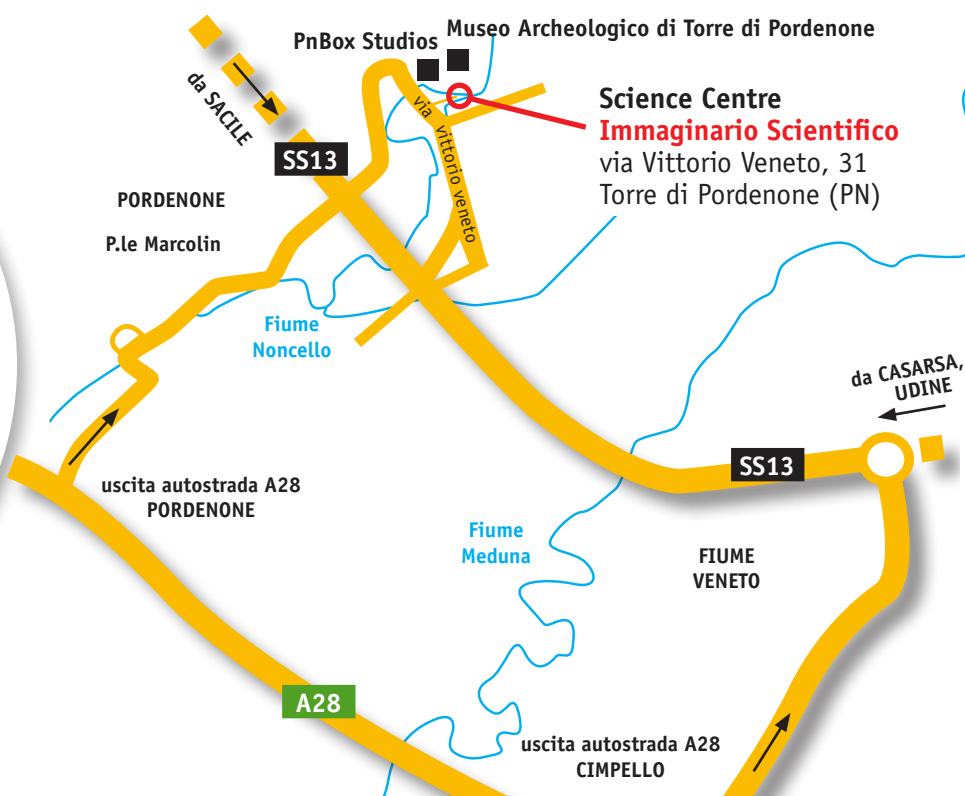 PnBox Studios
Museo Archeologico di Torre di Pordenone
da SACILE
via vittorio veneto
Science Centre
Immaginario Scientifico
via Vittorio Veneto, 31
Torre di Pordenone (PN)
SS13
PORDENONE
P.le Marcolin
Fiume
Noncello
da CASARSA,
UDINE
SS13
uscita autostrada A28
PORDENONE
Fiume
Meduna
FIUME
VENETO
A28
uscita autostrada A28
CIMPELLO